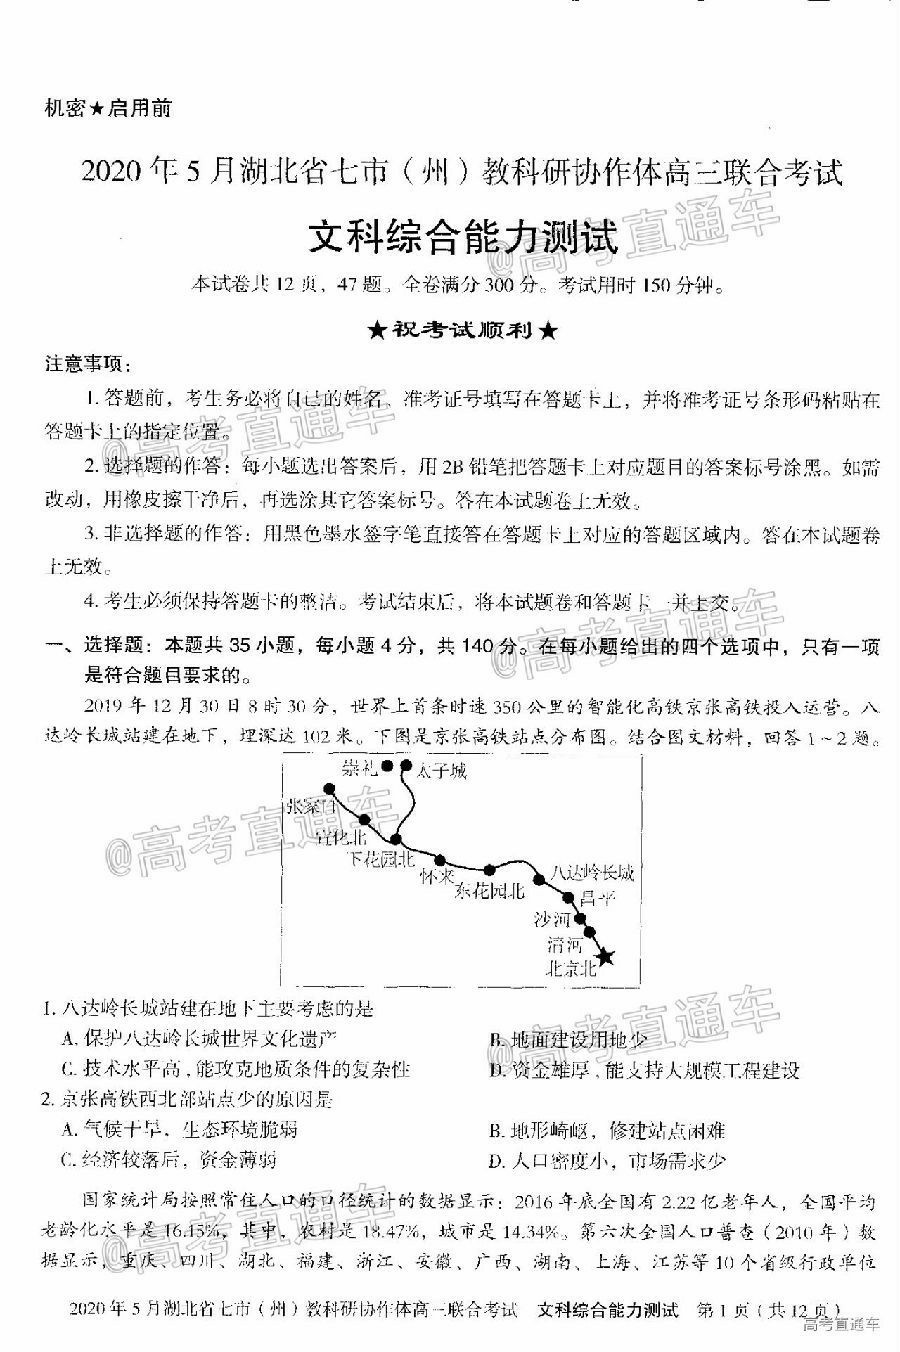 机密★启用前
2020年5月湖北省七市（州）教科研协作体高三联合考试
文科综合能力测试
本试卷共12页，47题。全卷满分300分。考试用时150分钟。
★祝考试顺利★
注意事项：
1. 答题前，考生务必将自己的姓名、准考证号填写在答题卡上，并将准考证号条形码粘贴在
答题卡上的指定位置。
2. 选择题的作答：每小题选出答案后，用2B铅笔把答题卡上对应题目的答案标号涂黑。如需
改动，用橡皮擦干净后，再选涂其它答案标号。答在本试题卷上无效。
3. 非选择题的作答：用黑色墨水签字笔直接答在答题卡上对应的答题区域内。答在本试题卷
上无效。
4. 考生必须保持答题卡的整洁。考试结束后，将本试题卷和答题卡一并上交。
一、选择题：本题共35小题，每小题4分，共140分。在每小题给出的四个选项中，只有一项
是符合题目要求的。
2019年12月30日8时30分，世界上首条时速350公里的智能化高铁京张高铁投入运营。八
达岭长城站建在地下，埋深达102米。下图是京张高铁站点分布图。结合图文材料，回答1～2题。
崇礼
太子城
张家口
宣化北
下花园北
怀来
东花园北
八达岭长城
昌平
沙河
清河
北京北
1. 八达岭长城站建在地下主要考虑的是
A. 保护八达岭长城世界文化遗产
B. 地面建设用地少
C. 技术水平高，能攻克地质条件的复杂性
D. 资金雄厚，能支持大规模工程建设
2. 京张高铁西北部站点少的原因是
A. 气候干旱，生态环境脆弱
B. 地形崎岖，修建站点困难
C. 经济较落后，资金薄弱
D. 人口密度小，市场需求少
国家统计局按照常住人口的口径统计的数据显示：2016年底全国有2.22亿老年人，全国平均
老龄化水平是16.15%，其中，农村是18.47%，城市是14.34%。第六次全国人口普查（2010年）数
据显示，重庆、四川、湖北、福建、浙江、安徽、广西、湖南、上海、江苏等10个省级行政单位
2020年5月湖北省七市（州）教科研协作体高三联合考试 文科综合能力测试 第1页（共12页）
高考直通车
@高考直通车
@高考直通车
@高考直通车
@高考直通车
@高考直通车
@高考直通车